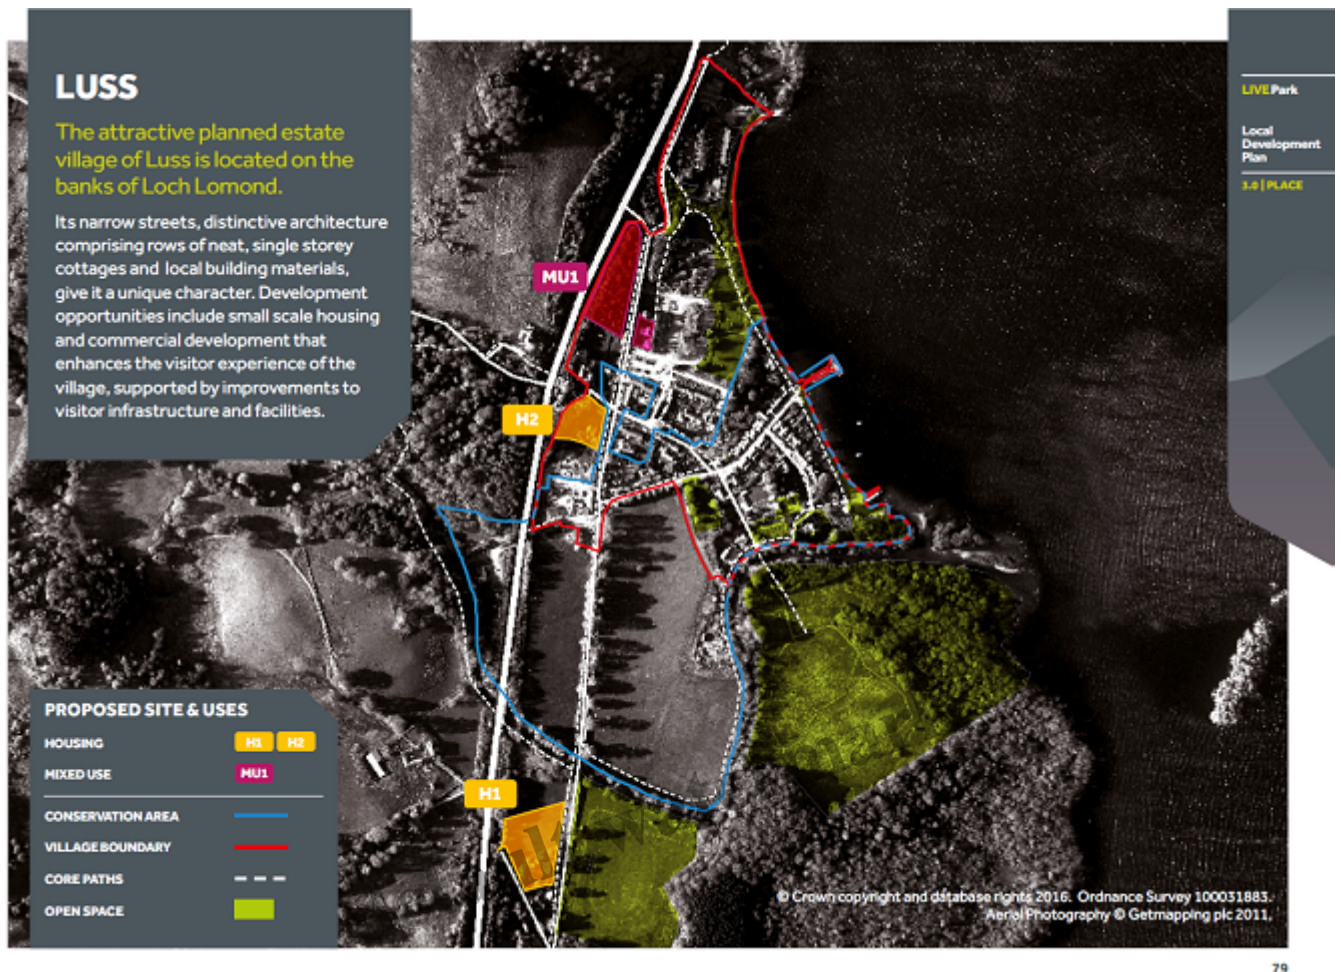 LUSS
The attractive planned estate
village of Luss is located on the
banks of Loch Lomond.
Its narrow streets, distinctive architecture
comprising rows of neat, single storey
cottages and local building materials,
give it a unique character. Development
opportunities include small scale housing
and commercial development that
enhances the visitor experience of the
village, supported by improvements to
visitor infrastructure and facilities.
LIVE Park
Local
Development
Plan
3.0 | PLACE
MU1
H2
H1
PROPOSED SITE & USES
HOUSING H1 H2
MIXED USE MU1
CONSERVATION AREA
VILLAGE BOUNDARY
CORE PATHS
OPEN SPACE
© Crown copyright and database rights 2016. Ordnance Survey 100031883.
Aerial Photography © Getmapping plc 2011.
79